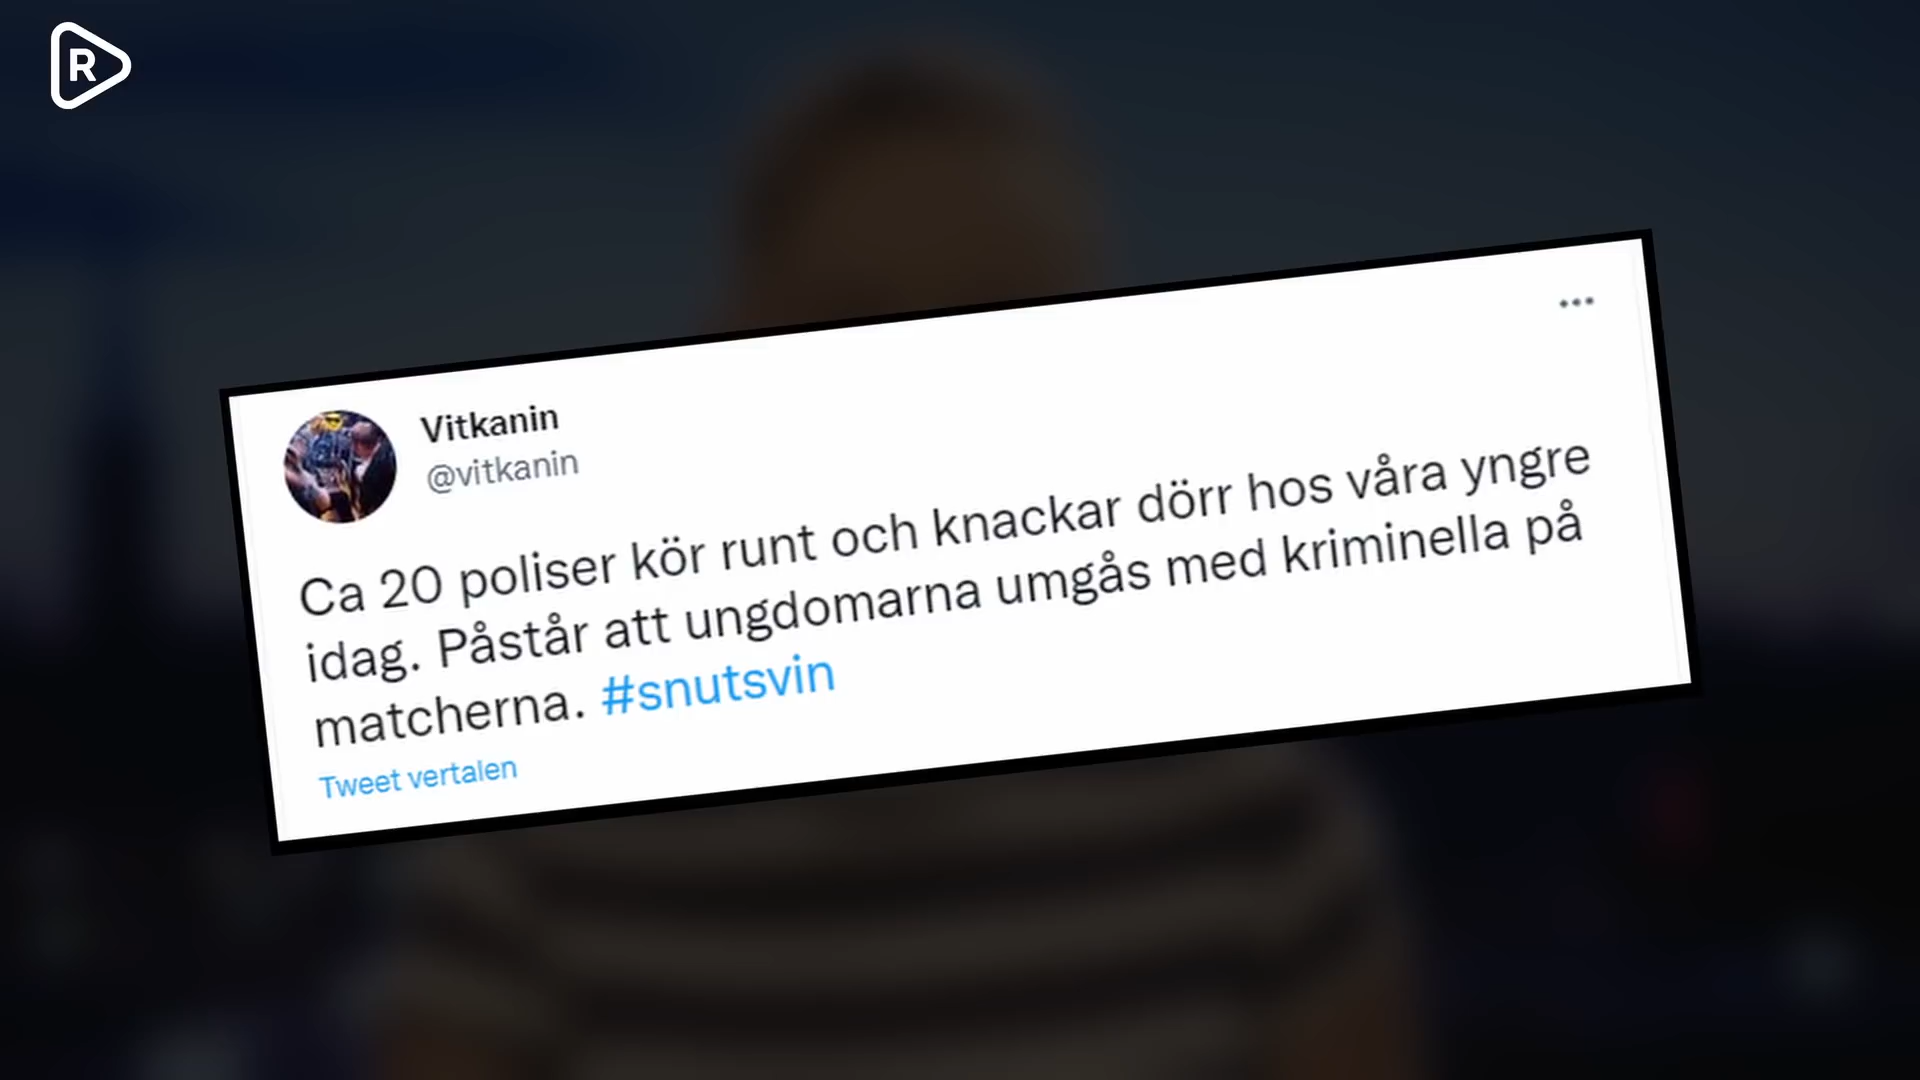 R
Vitkanin
@vitkanin
Ca 20 poliser kör runt och knackar dörr hos våra yngre
idag. Påstår att ungdomarna umgås med kriminella på
matcherna. #snutsvin
Tweet vertalen